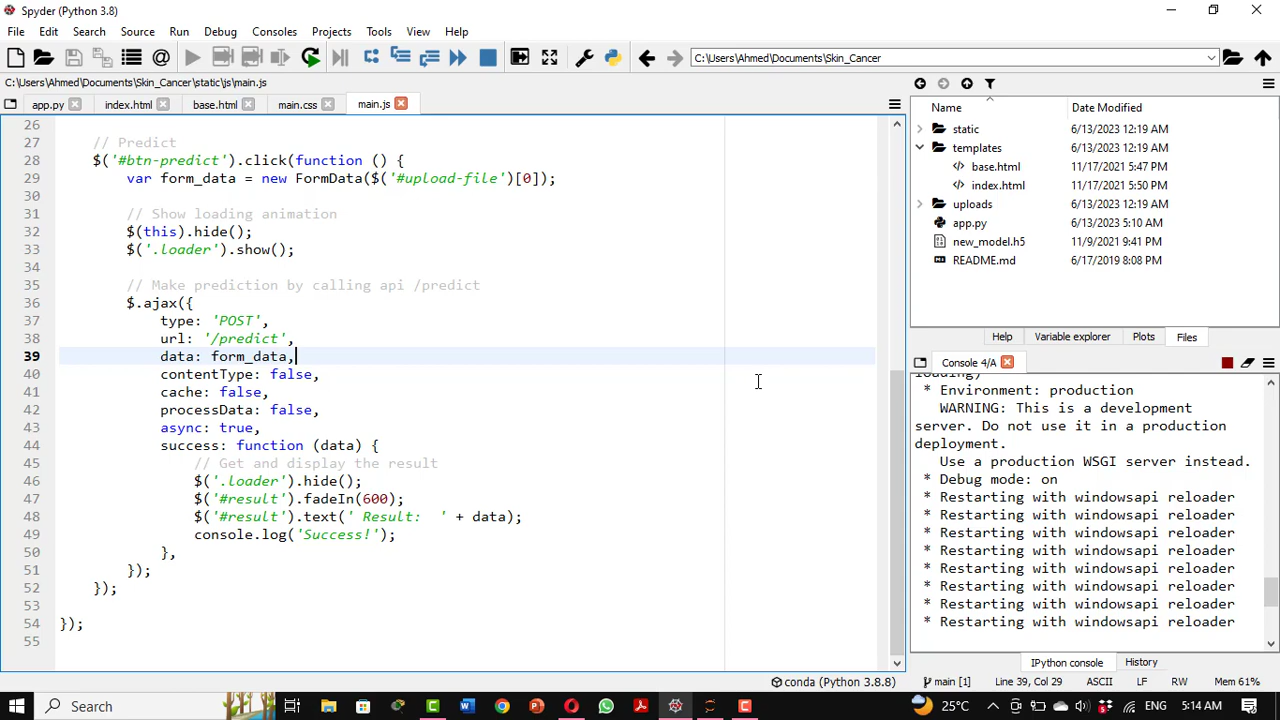 Spyder (Python 3.8)
File Edit Search Source Run Debug Consoles Projects Tools View Help
C:\Users\Ahmed\Documents\Skin_Cancer
C:\Users\Ahmed\Documents\Skin_Cancer\static\js\main.js
app.py index.html base.html main.css main.js
26
27 // Predict
28 $('#btn-predict').click(function () {
29 var form_data = new FormData($('#upload-file')[0]);
30
31 // Show loading animation
32 $(this).hide();
33 $('.loader').show();
34
35 // Make prediction by calling api /predict
36 $.ajax({
37 type: 'POST',
38 url: '/predict',
39 data: form_data,
40 contentType: false,
41 cache: false,
42 processData: false,
43 async: true,
44 success: function (data) {
45 // Get and display the result
46 $('.loader').hide();
47 $('#result').fadeIn(600);
48 $('#result').text(' Result:  ' + data);
49 console.log('Success!');
50 },
51 });
52 });
53
54 });
55
Name Date Modified
static 6/13/2023 12:19 AM
templates 6/13/2023 12:19 AM
base.html 11/17/2021 5:47 PM
index.html 11/17/2021 5:50 PM
uploads 6/13/2023 12:19 AM
app.py 6/13/2023 5:10 AM
new_model.h5 11/9/2021 9:41 PM
README.md 6/17/2019 8:08 PM
Help Variable explorer Plots Files
Console 4/A
loading)
* Environment: production
WARNING: This is a development
server. Do not use it in a production
deployment.
Use a production WSGI server instead.
* Debug mode: on
* Restarting with windowsapi reloader
* Restarting with windowsapi reloader
* Restarting with windowsapi reloader
* Restarting with windowsapi reloader
* Restarting with windowsapi reloader
* Restarting with windowsapi reloader
* Restarting with windowsapi reloader
* Restarting with windowsapi reloader
IPython console History
conda (Python 3.8.8) main [1] Line 39, Col 29 ASCII LF RW Mem 61%
Search 25°C ENG 5:14 AM